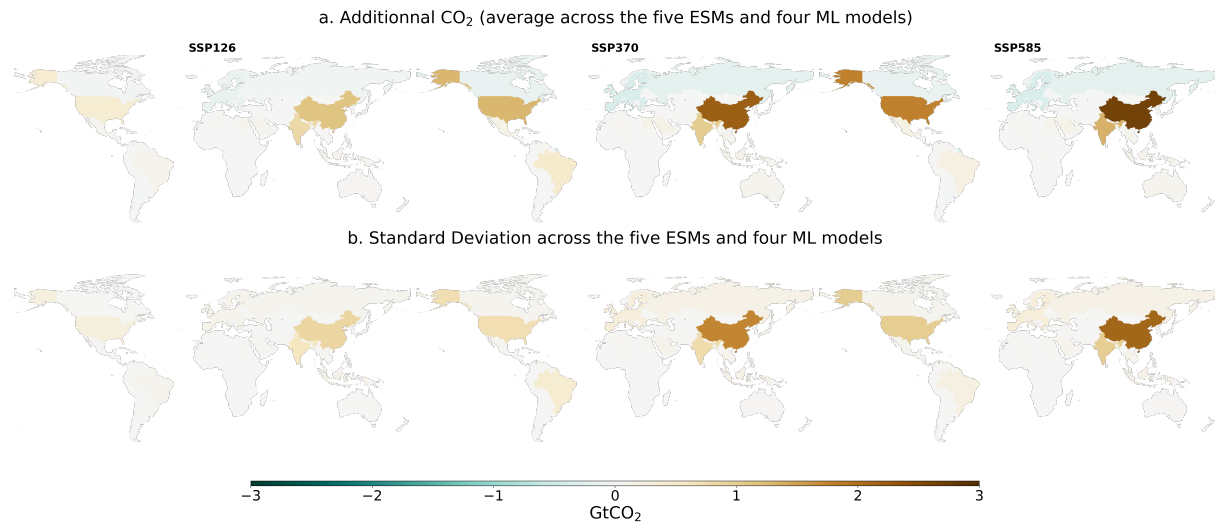 a. Additionnal CO₂ (average across the five ESMs and four ML models)
SSP126
SSP370
SSP585
b. Standard Deviation across the five ESMs and four ML models
−3 −2 −1 0 1 2 3
GtCO₂